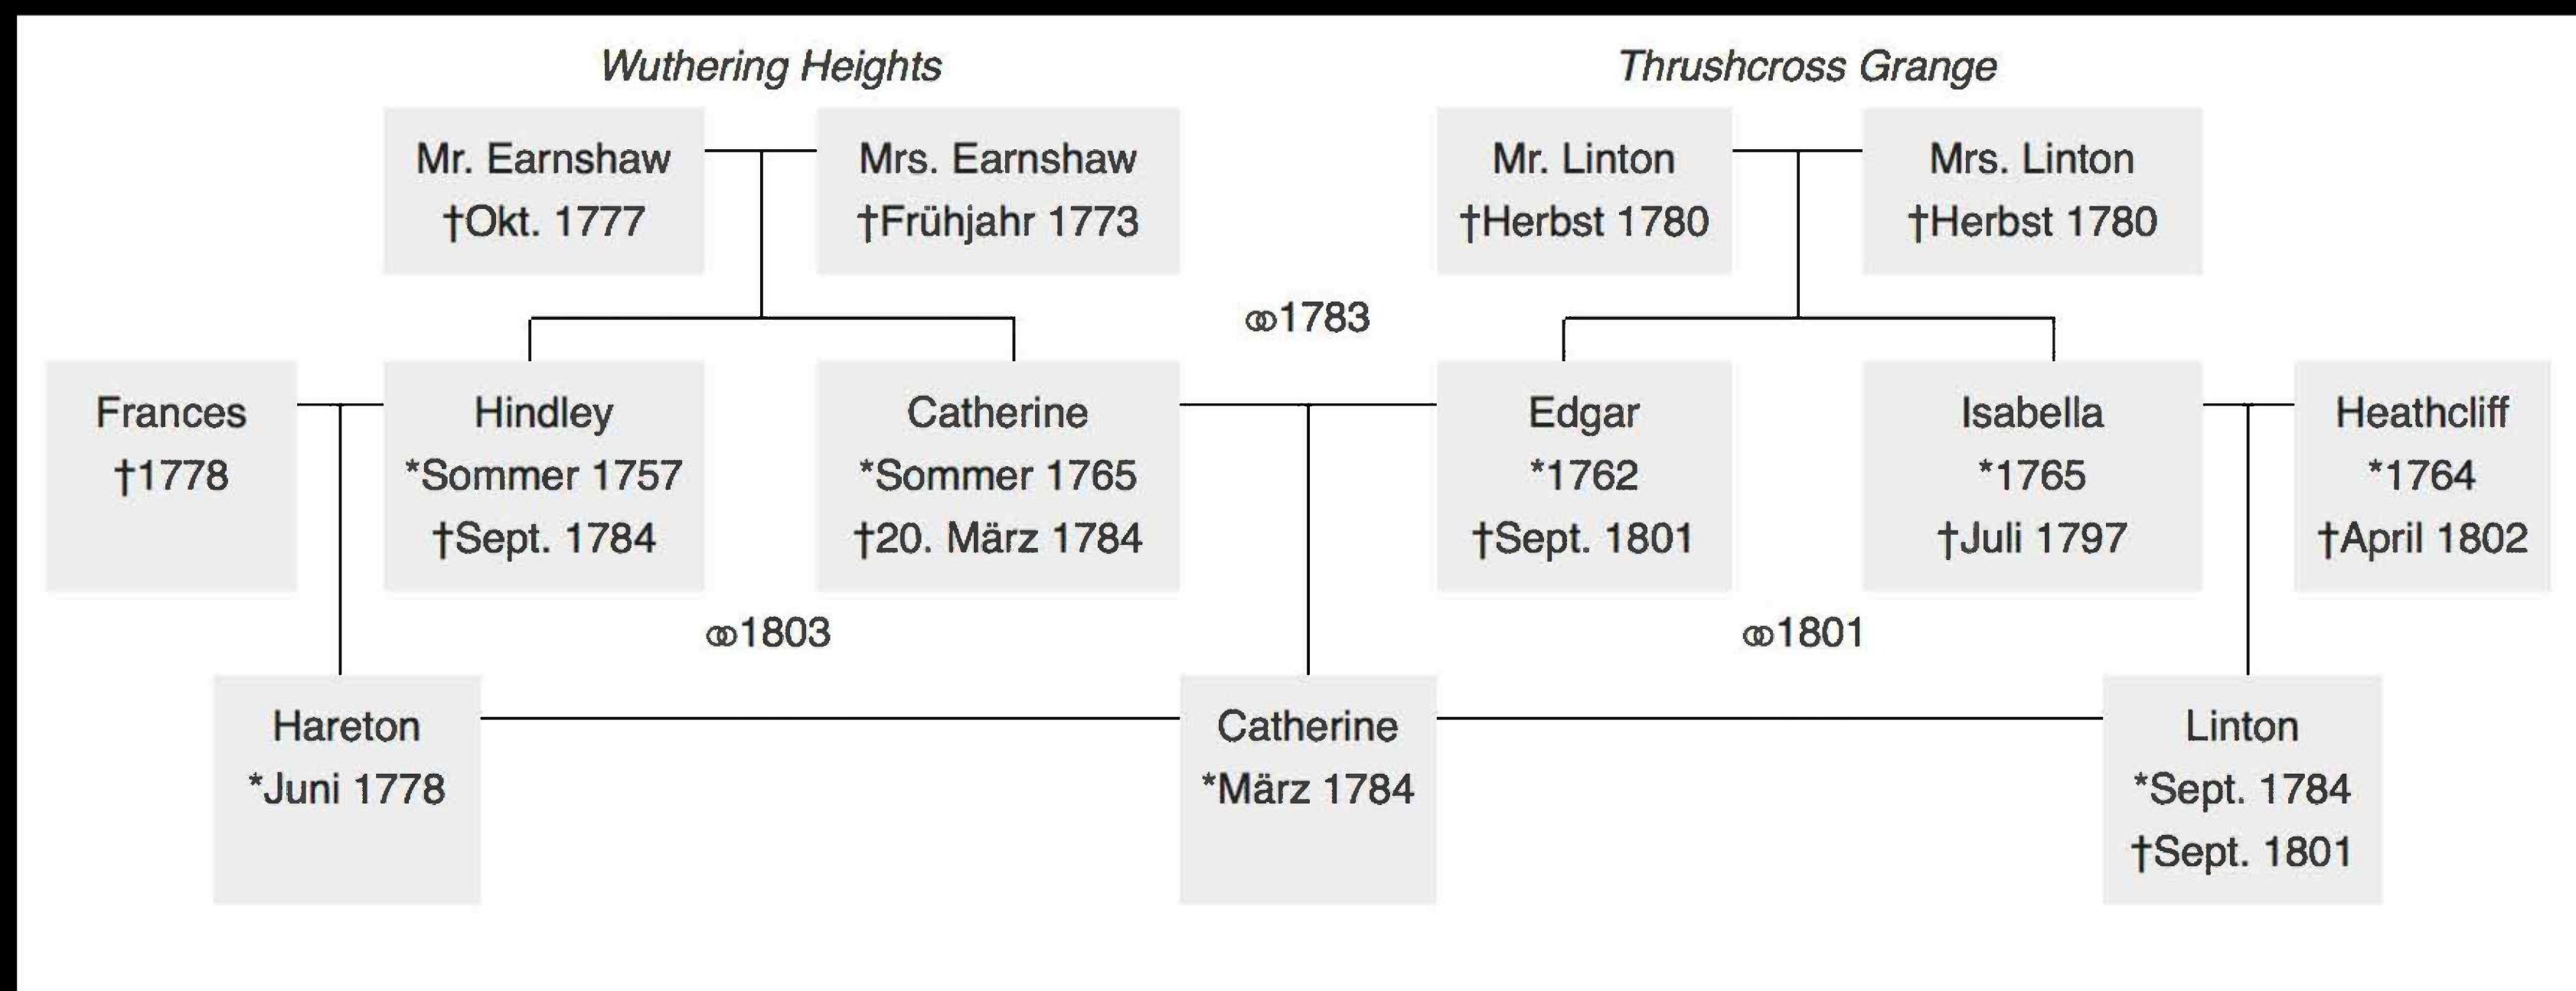 Wuthering Heights
Thrushcross Grange
Mr. Earnshaw
†Okt. 1777
Mrs. Earnshaw
†Frühjahr 1773
Mr. Linton
†Herbst 1780
Mrs. Linton
†Herbst 1780
⚭1783
Frances
†1778
Hindley
*Sommer 1757
†Sept. 1784
Catherine
*Sommer 1765
†20. März 1784
Edgar
*1762
†Sept. 1801
Isabella
*1765
†Juli 1797
Heathcliff
*1764
†April 1802
⚭1803
⚭1801
Hareton
*Juni 1778
Catherine
*März 1784
Linton
*Sept. 1784
†Sept. 1801